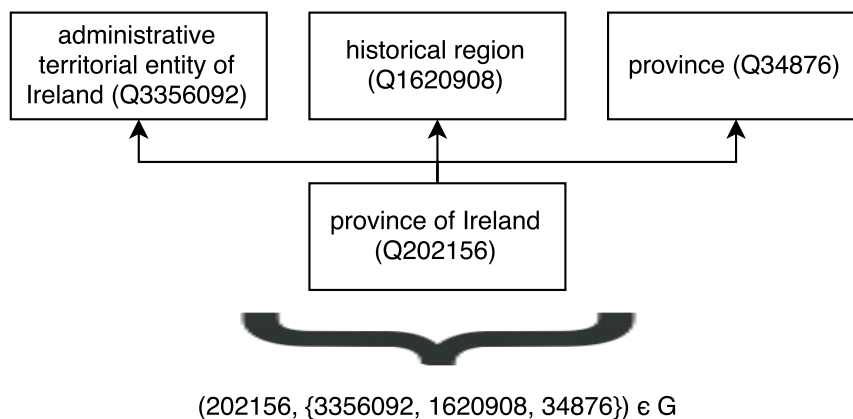 administrative
territorial entity of
Ireland (Q3356092)
historical region
(Q1620908)
province (Q34876)
province of Ireland
(Q202156)
(202156, {3356092, 1620908, 34876}) є G